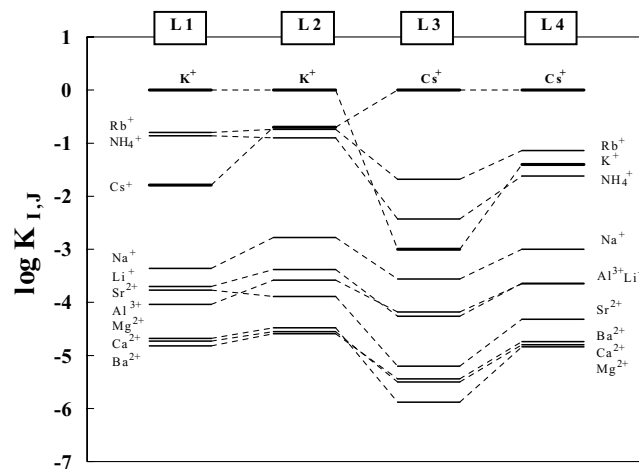 L 1 L 2 L 3 L 4
log K I,J
1
0
-1
-2
-3
-4
-5
-6
-7
K⁺ K⁺ Cs⁺ Cs⁺
Rb⁺
NH₄⁺
Cs⁺
Na⁺
Li⁺
Sr²⁺
Al³⁺
Mg²⁺
Ca²⁺
Ba²⁺
Rb⁺
K⁺
NH₄⁺
Na⁺
Al³⁺Li⁺
Sr²⁺
Ba²⁺
Ca²⁺
Mg²⁺